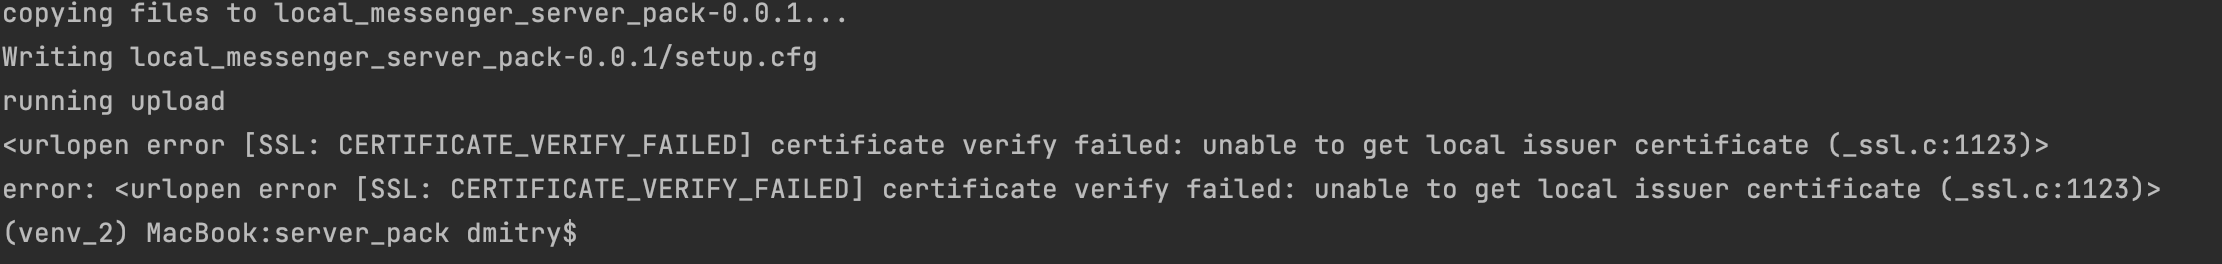 copying files to local_messenger_server_pack-0.0.1...
Writing local_messenger_server_pack-0.0.1/setup.cfg
running upload
<urlopen error [SSL: CERTIFICATE_VERIFY_FAILED] certificate verify failed: unable to get local issuer certificate (_ssl.c:1123)>
error: <urlopen error [SSL: CERTIFICATE_VERIFY_FAILED] certificate verify failed: unable to get local issuer certificate (_ssl.c:1123)>
(venv_2) MacBook:server_pack dmitry$